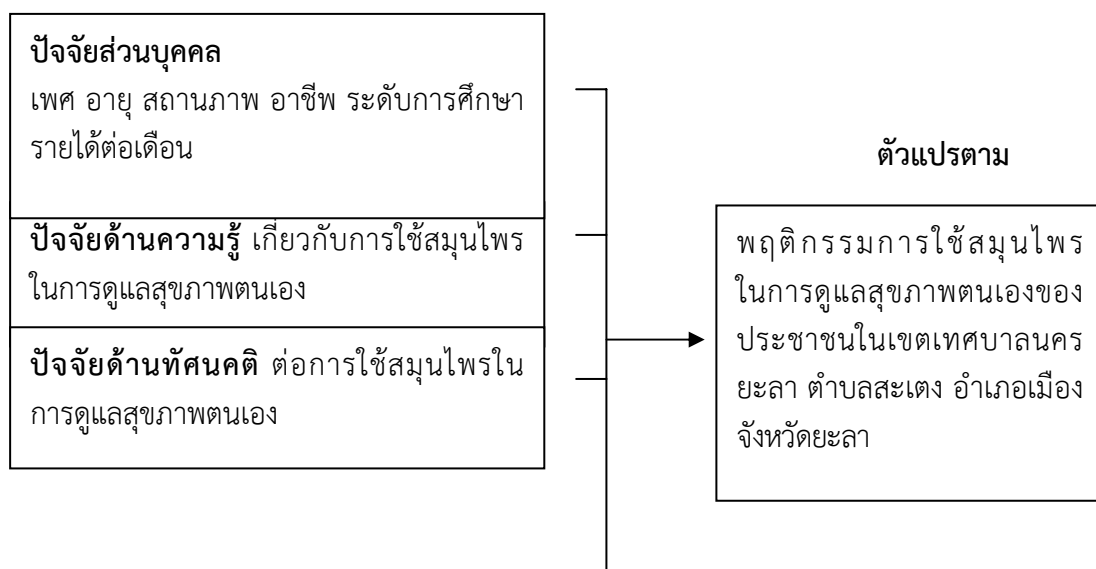 ปัจจัยส่วนบุคคล
เพศ อายุ สถานภาพ อาชีพ ระดับการศึกษา
รายได้ต่อเดือน
ปัจจัยด้านความรู้ เกี่ยวกับการใช้สมุนไพร
ในการดูแลสุขภาพตนเอง
ปัจจัยด้านทัศนคติ ต่อการใช้สมุนไพรใน
การดูแลสุขภาพตนเอง
ตัวแปรตาม
พฤติกรรมการใช้สมุนไพร
ในการดูแลสุขภาพตนเองของ
ประชาชนในเขตเทศบาลนคร
ยะลา ตำบลสะเตง อำเภอเมือง
จังหวัดยะลา